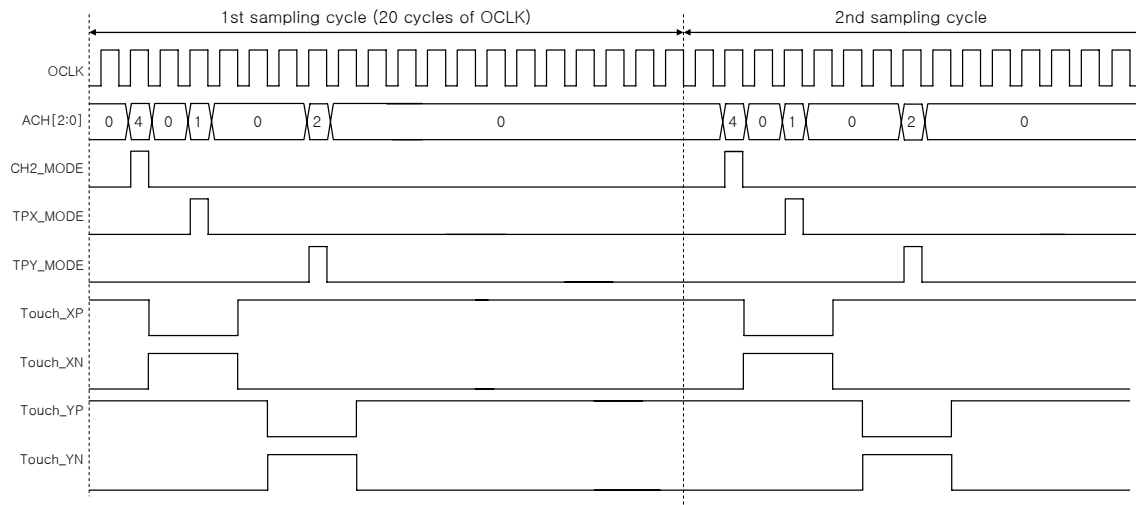 1st sampling cycle (20 cycles of OCLK) 2nd sampling cycle
OCLK
ACH[2:0] 0 4 0 1 0 2 0 4 0 1 0 2 0
CH2_MODE
TPX_MODE
TPY_MODE
Touch_XP
Touch_XN
Touch_YP
Touch_YN